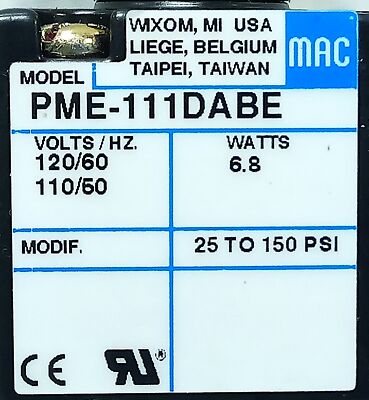 WIXOM, MI USA
LIEGE, BELGIUM
TAIPEI, TAIWAN
MAC
MODEL
PME-111DABE
VOLTS/HZ.
120/60
110/50
WATTS
6.8
MODIF.
25 TO 150 PSI
CE
RU